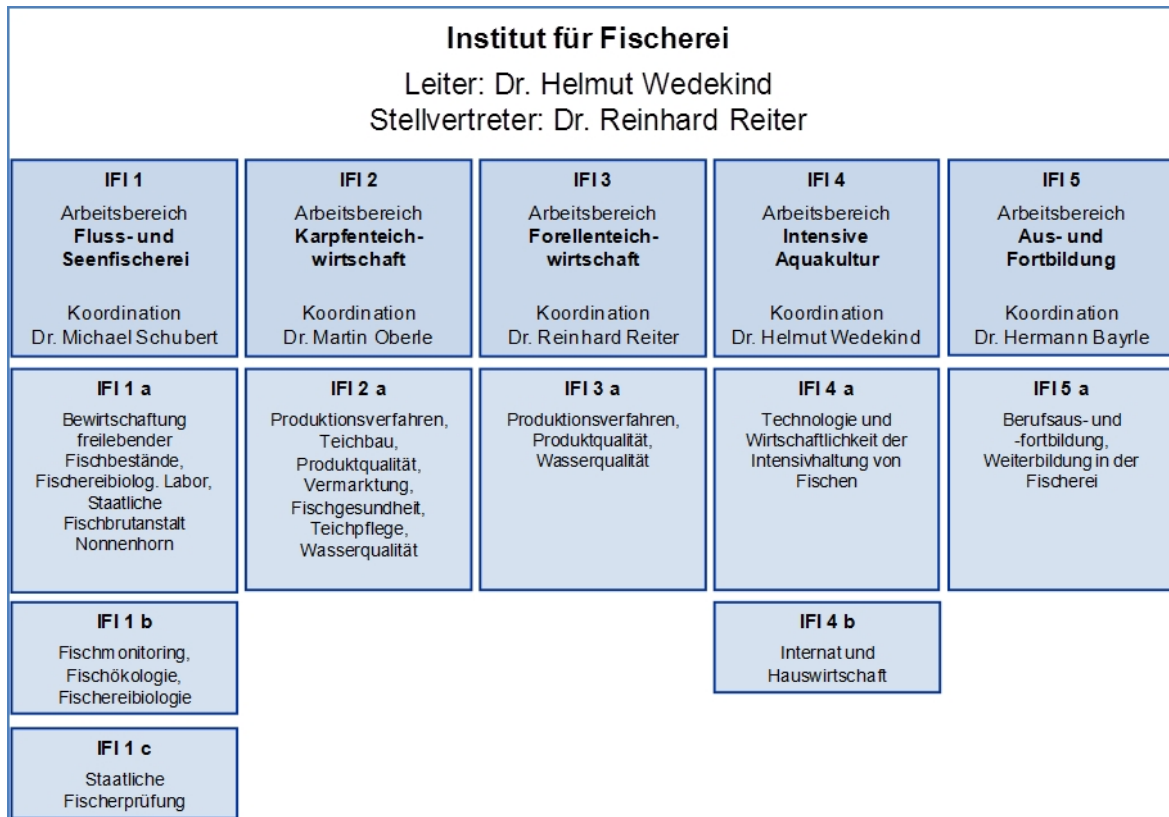 Institut für Fischerei
Leiter: Dr. Helmut Wedekind
Stellvertreter: Dr. Reinhard Reiter
IFI 1
Arbeitsbereich
Fluss- und
Seenfischerei
Koordination
Dr. Michael Schubert
IFI 2
Arbeitsbereich
Karpfenteich-
wirtschaft
Koordination
Dr. Martin Oberle
IFI 3
Arbeitsbereich
Forellenteich-
wirtschaft
Koordination
Dr. Reinhard Reiter
IFI 4
Arbeitsbereich
Intensive
Aquakultur
Koordination
Dr. Helmut Wedekind
IFI 5
Arbeitsbereich
Aus- und
Fortbildung
Koordination
Dr. Hermann Bayrle
IFI 1 a
Bewirtschaftung
freilebender
Fischbestände,
Fischereibiolog. Labor,
Staatliche
Fischbrutanstalt
Nonnenhorn
IFI 2 a
Produktionsverfahren,
Teichbau,
Produktqualität,
Vermarktung,
Fischgesundheit,
Teichpflege,
Wasserqualität
IFI 3 a
Produktionsverfahren,
Produktqualität,
Wasserqualität
IFI 4 a
Technologie und
Wirtschaftlichkeit der
Intensivhaltung von
Fischen
IFI 5 a
Berufsaus- und
-fortbildung,
Weiterbildung in der
Fischerei
IFI 1 b
Fischmonitoring,
Fischökologie,
Fischereibiologie
IFI 4 b
Internat und
Hauswirtschaft
IFI 1 c
Staatliche
Fischerprüfung